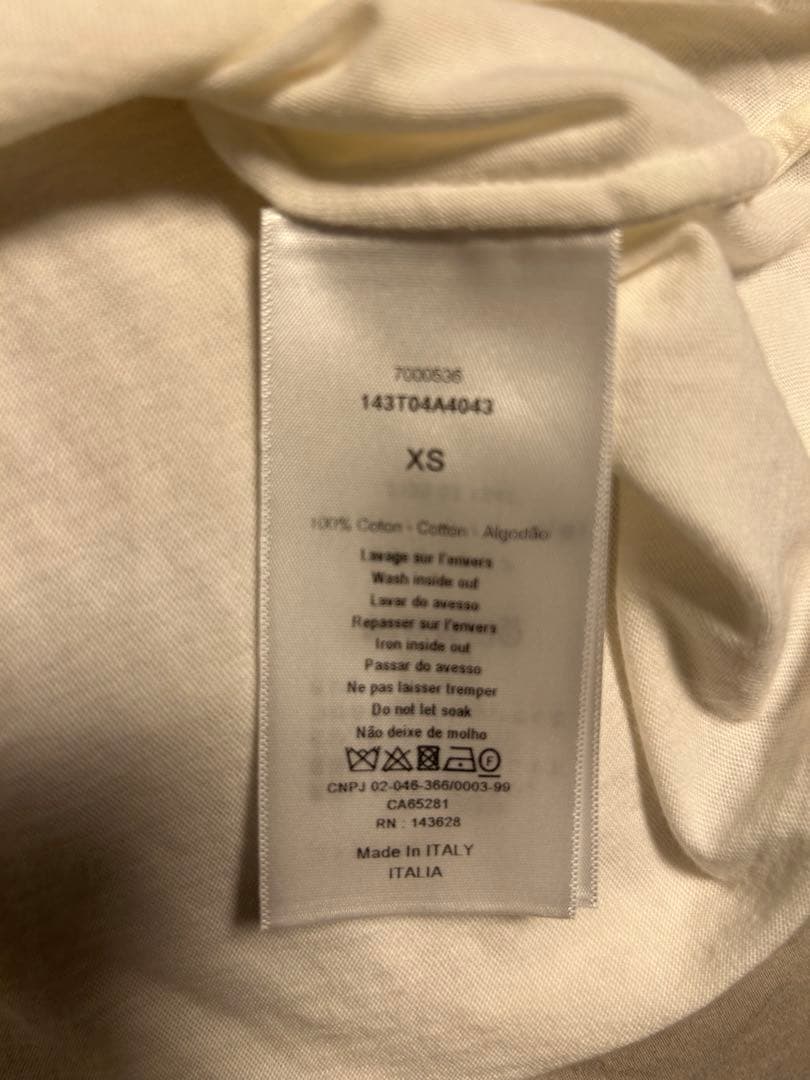 7000536
143T04A4043
XS
100% Coton - Cotton - Algodão
Lavage sur l'envers
Wash inside out
Lavar do avesso
Repasser sur l'envers
Iron inside out
Passar do avesso
Ne pas laisser tremper
Do not let soak
Não deixe de molho
F
CNPJ 02-046-366/0003-99
CA65281
RN : 143628
Made In ITALY
ITALIA